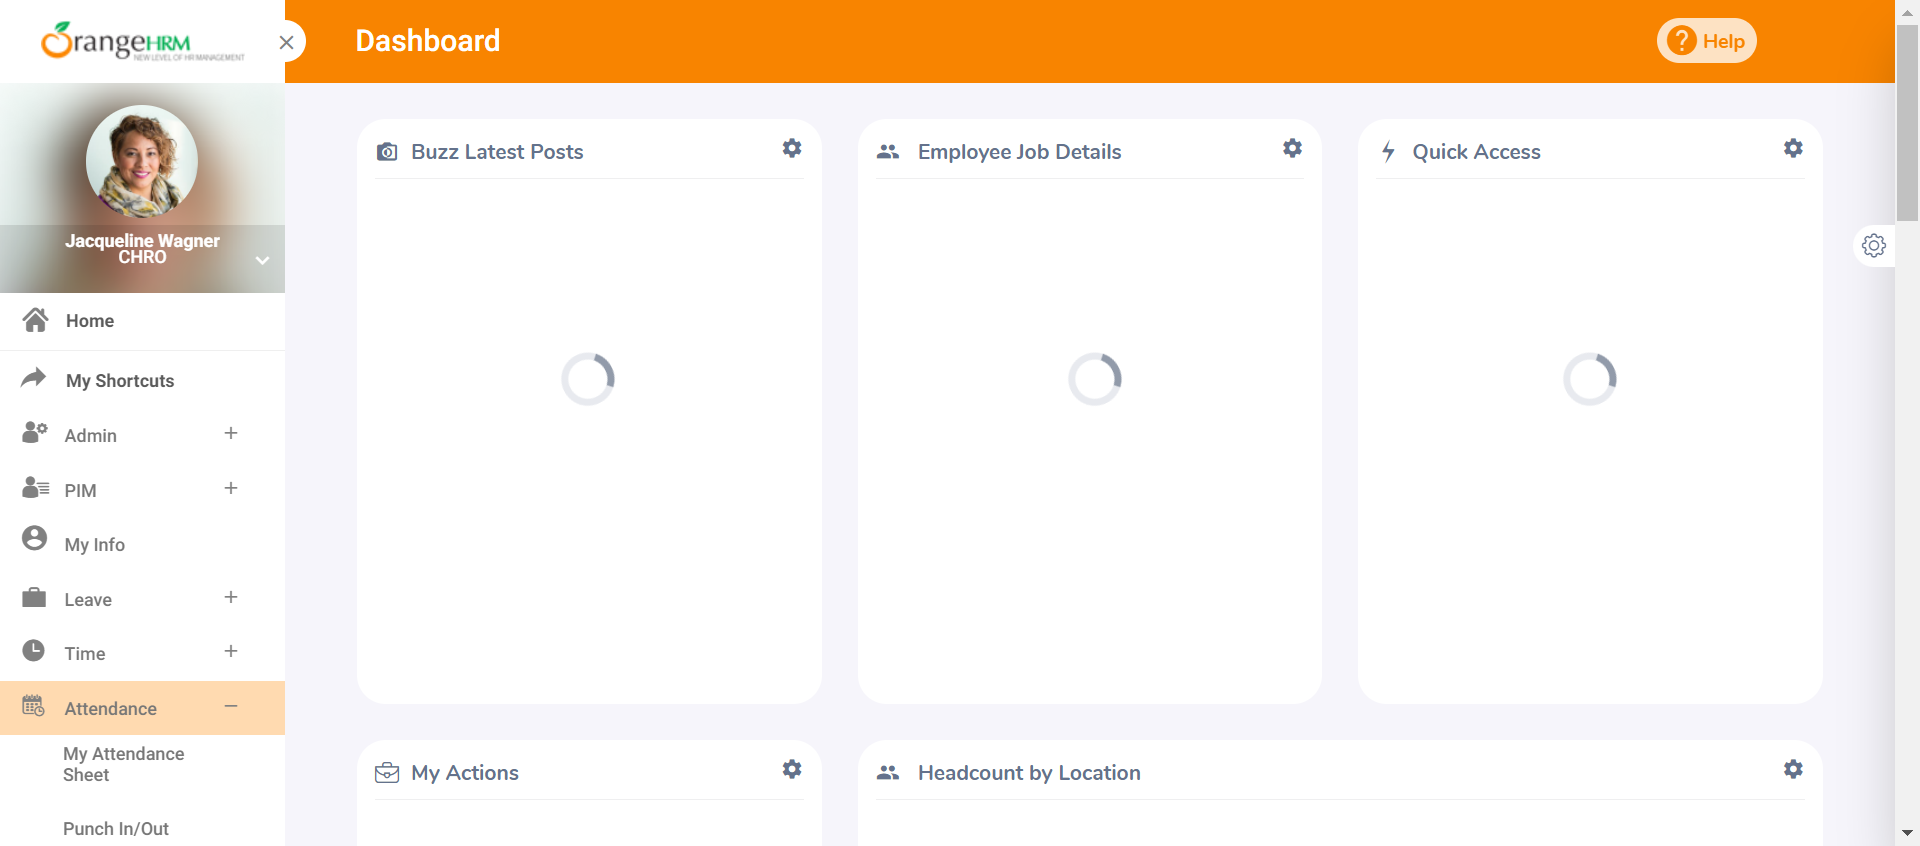 OrangeHRM
NEW LEVEL OF HR MANAGEMENT
Dashboard
? Help
Jacqueline Wagner
CHRO
Home
My Shortcuts
Admin
PIM
My Info
Leave
Time
Attendance
My Attendance
Sheet
Punch In/Out
Buzz Latest Posts
Employee Job Details
Quick Access
My Actions
Headcount by Location